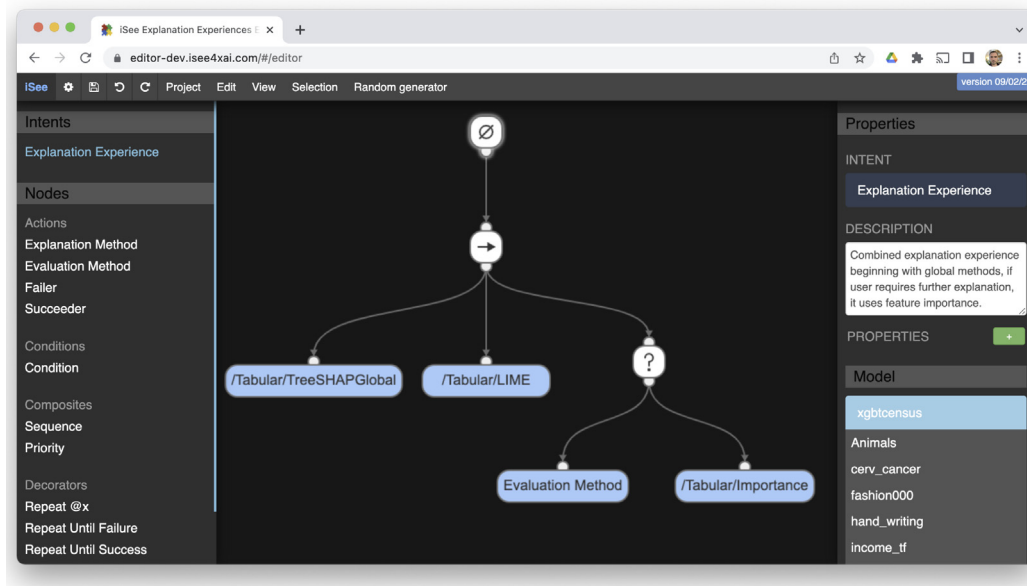 iSee Explanation Experiences E
editor-dev.isee4xai.com/#/editor
iSee Project Edit View Selection Random generator
version 09/02/2
Intents
Explanation Experience
Nodes
Actions
Explanation Method
Evaluation Method
Failer
Succeeder
Conditions
Condition
Composites
Sequence
Priority
Decorators
Repeat @x
Repeat Until Failure
Repeat Until Success
∅
→
/Tabular/TreeSHAPGlobal
/Tabular/LIME
?
Evaluation Method
/Tabular/Importance
Properties
INTENT
Explanation Experience
DESCRIPTION
Combined explanation experience
beginning with global methods, if
user requires further explanation,
it uses feature importance.
PROPERTIES +
Model
xgbtcensus
Animals
cerv_cancer
fashion000
hand_writing
income_tf